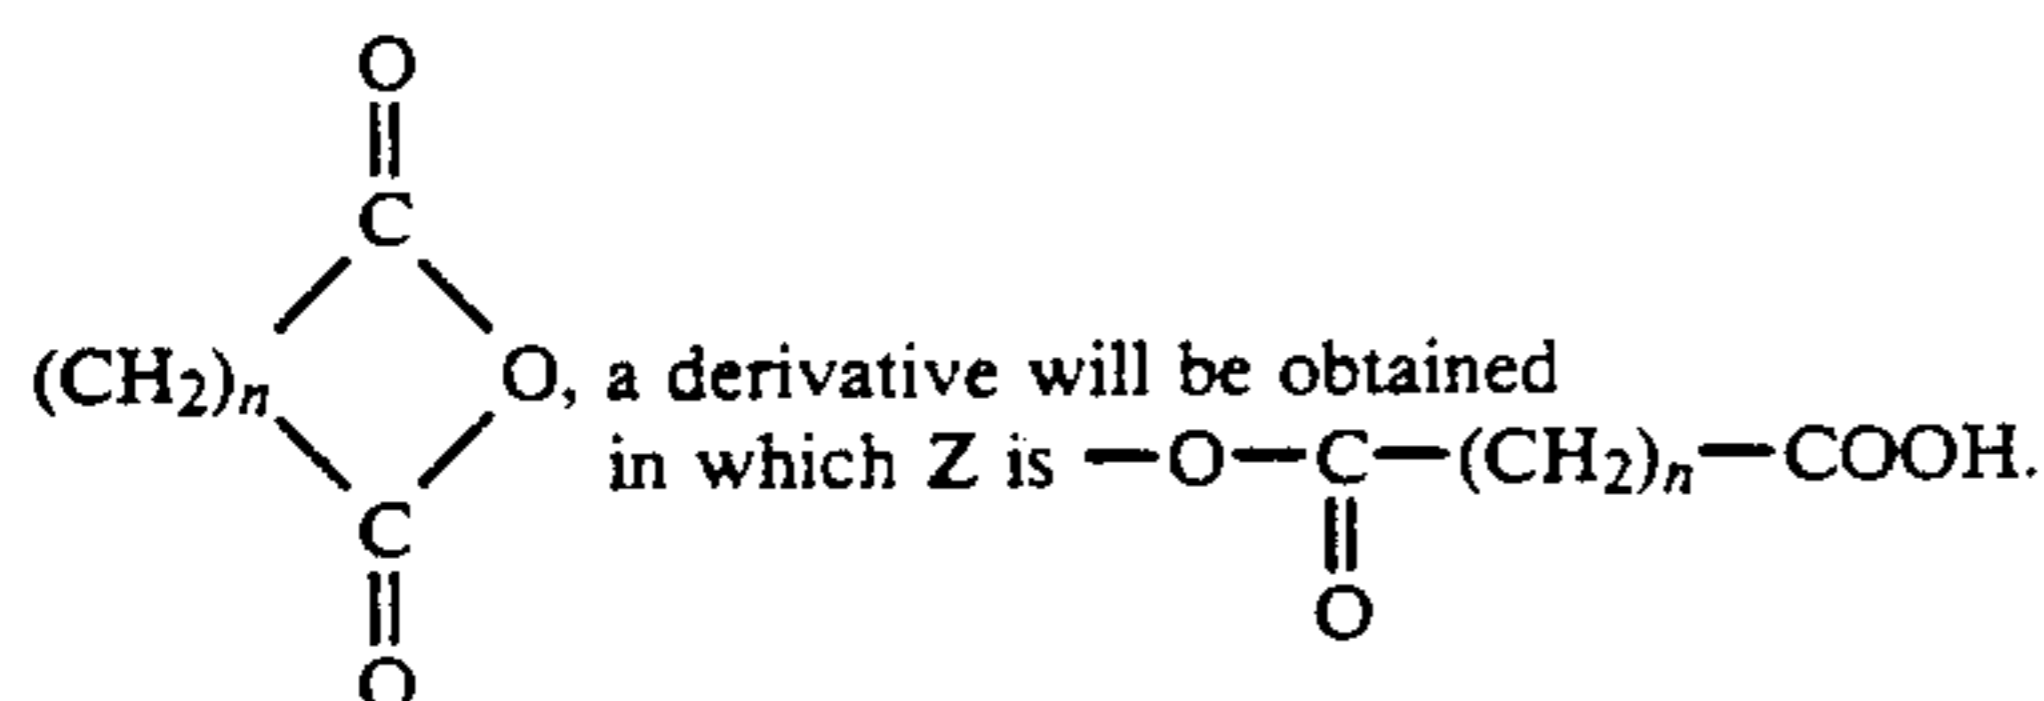 O
C
(CH2)n O, a derivative will be obtained
in which Z is —O—C—(CH2)n—COOH.
C
O
O